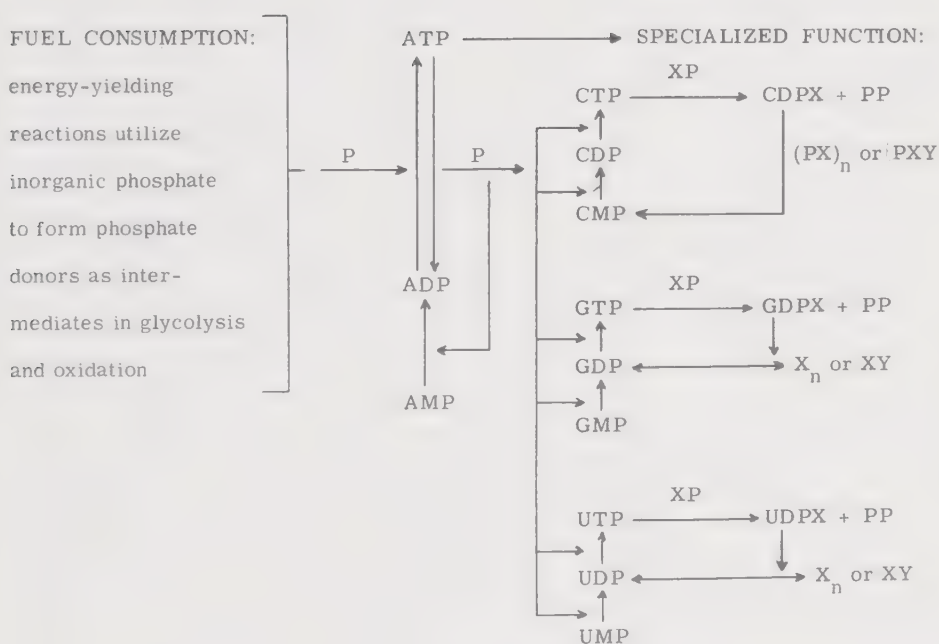 FUEL CONSUMPTION:
energy-yielding
reactions utilize
inorganic phosphate
to form phosphate
donors as inter-
mediates in glycolysis
and oxidation
P
ATP
ADP
AMP
P
SPECIALIZED FUNCTION:
XP
CTP
CDPX + PP
CDP
(PX)n or PXY
CMP
XP
GTP
GDPX + PP
GDP
Xn or XY
GMP
XP
UTP
UDPX + PP
UDP
Xn or XY
UMP